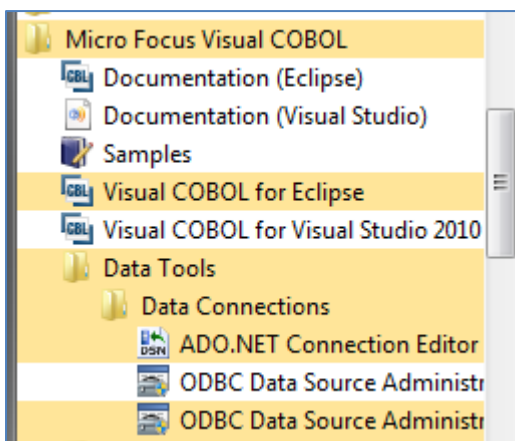 Micro Focus Visual COBOL
Documentation (Eclipse)
Documentation (Visual Studio)
Samples
Visual COBOL for Eclipse
Visual COBOL for Visual Studio 2010
Data Tools
Data Connections
ADO.NET Connection Editor
ODBC Data Source Administr
ODBC Data Source Administr